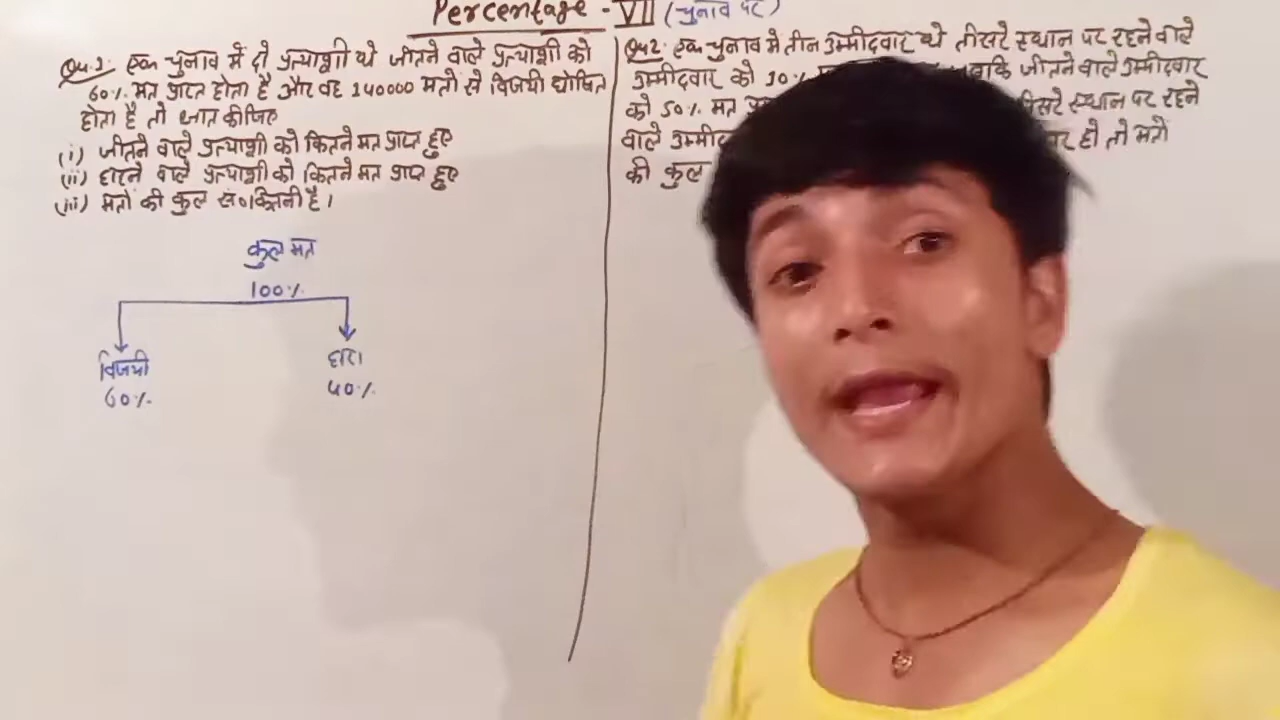 Percentage - VII (चुनाव पर)
Qu.1. एक चुनाव में दो प्रत्याशी थे जीतने वाले प्रत्याशी को
60% मत प्राप्त होता है और वह 140000 मतों से विजयी घोषित
होता है तो ज्ञात कीजिए
(i) जीतने वाले प्रत्याशी को कितने मत प्राप्त हुए
(ii) हारने वाले प्रत्याशी को कितने मत प्राप्त हुए
(iii) मतों की कुल सं० कितनी है।
कुल मत
100%
विजयी
60%
हारा
40%
Qu.2. एक चुनाव मे तीन उम्मीदवार थे तीसरे स्थान पर रहने वाले
उम्मीदवार को 10% जबकि जीतने वाले उम्मीदवार
को 50% मत तीसरे स्थान पर रहने
वाले हो तो मतों
की कुल